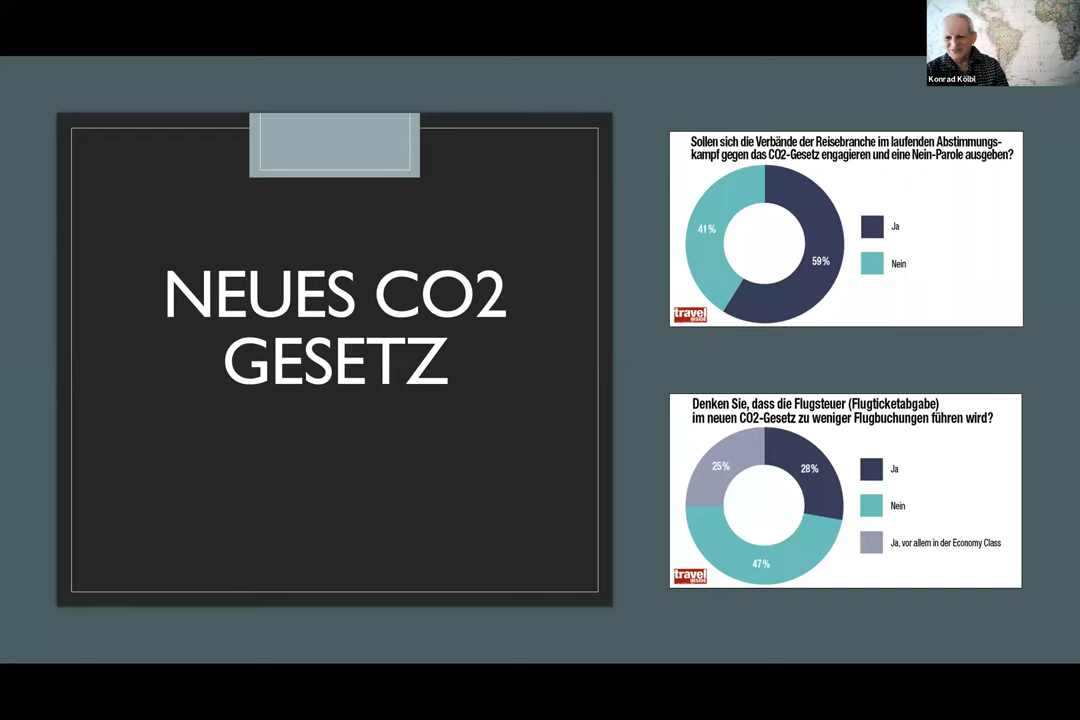 Konrad Kölbl
NEUES CO2
GESETZ
Sollen sich die Verbände der Reisebranche im laufenden Abstimmungs-
kampf gegen das CO2-Gesetz engagieren und eine Nein-Parole ausgeben?
41%
59%
Ja
Nein
travel
INSIDE
Denken Sie, dass die Flugsteuer (Flugticketabgabe)
im neuen CO2-Gesetz zu weniger Flugbuchungen führen wird?
25%
28%
47%
Ja
Nein
Ja, vor allem in der Economy Class
travel
INSIDE